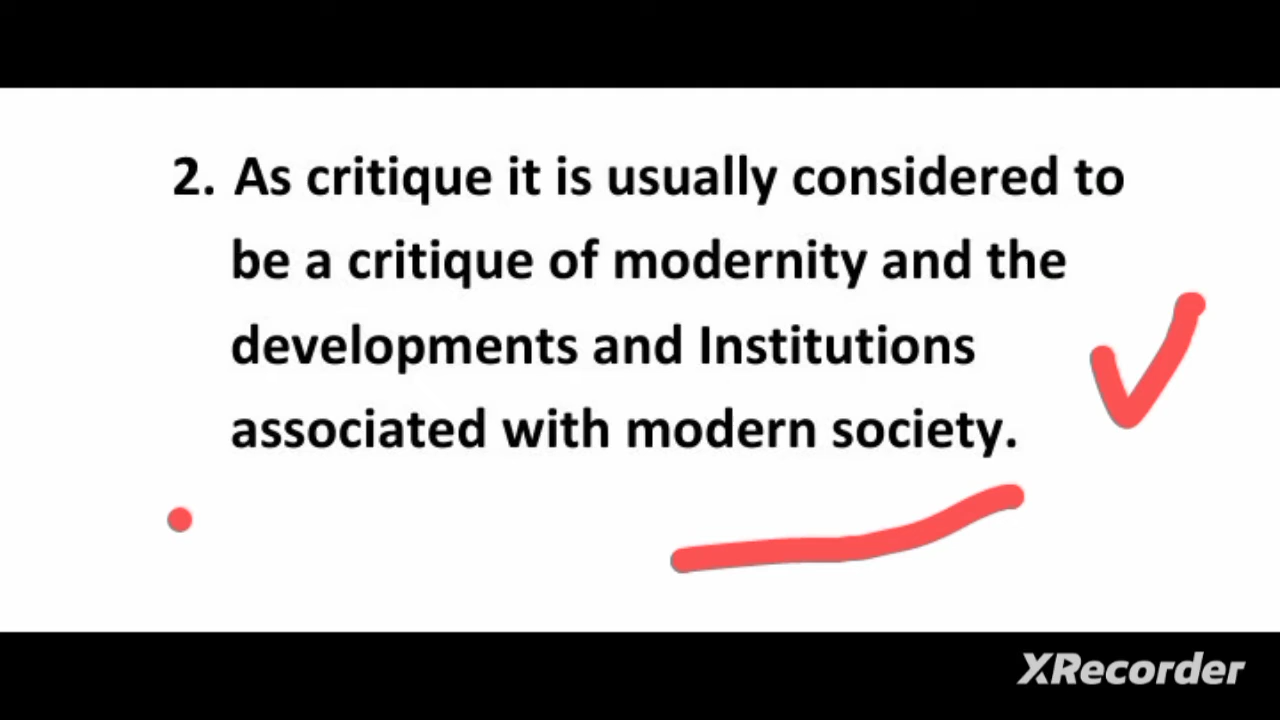 2. As critique it is usually considered to
be a critique of modernity and the
developments and Institutions
associated with modern society.
XRecorder